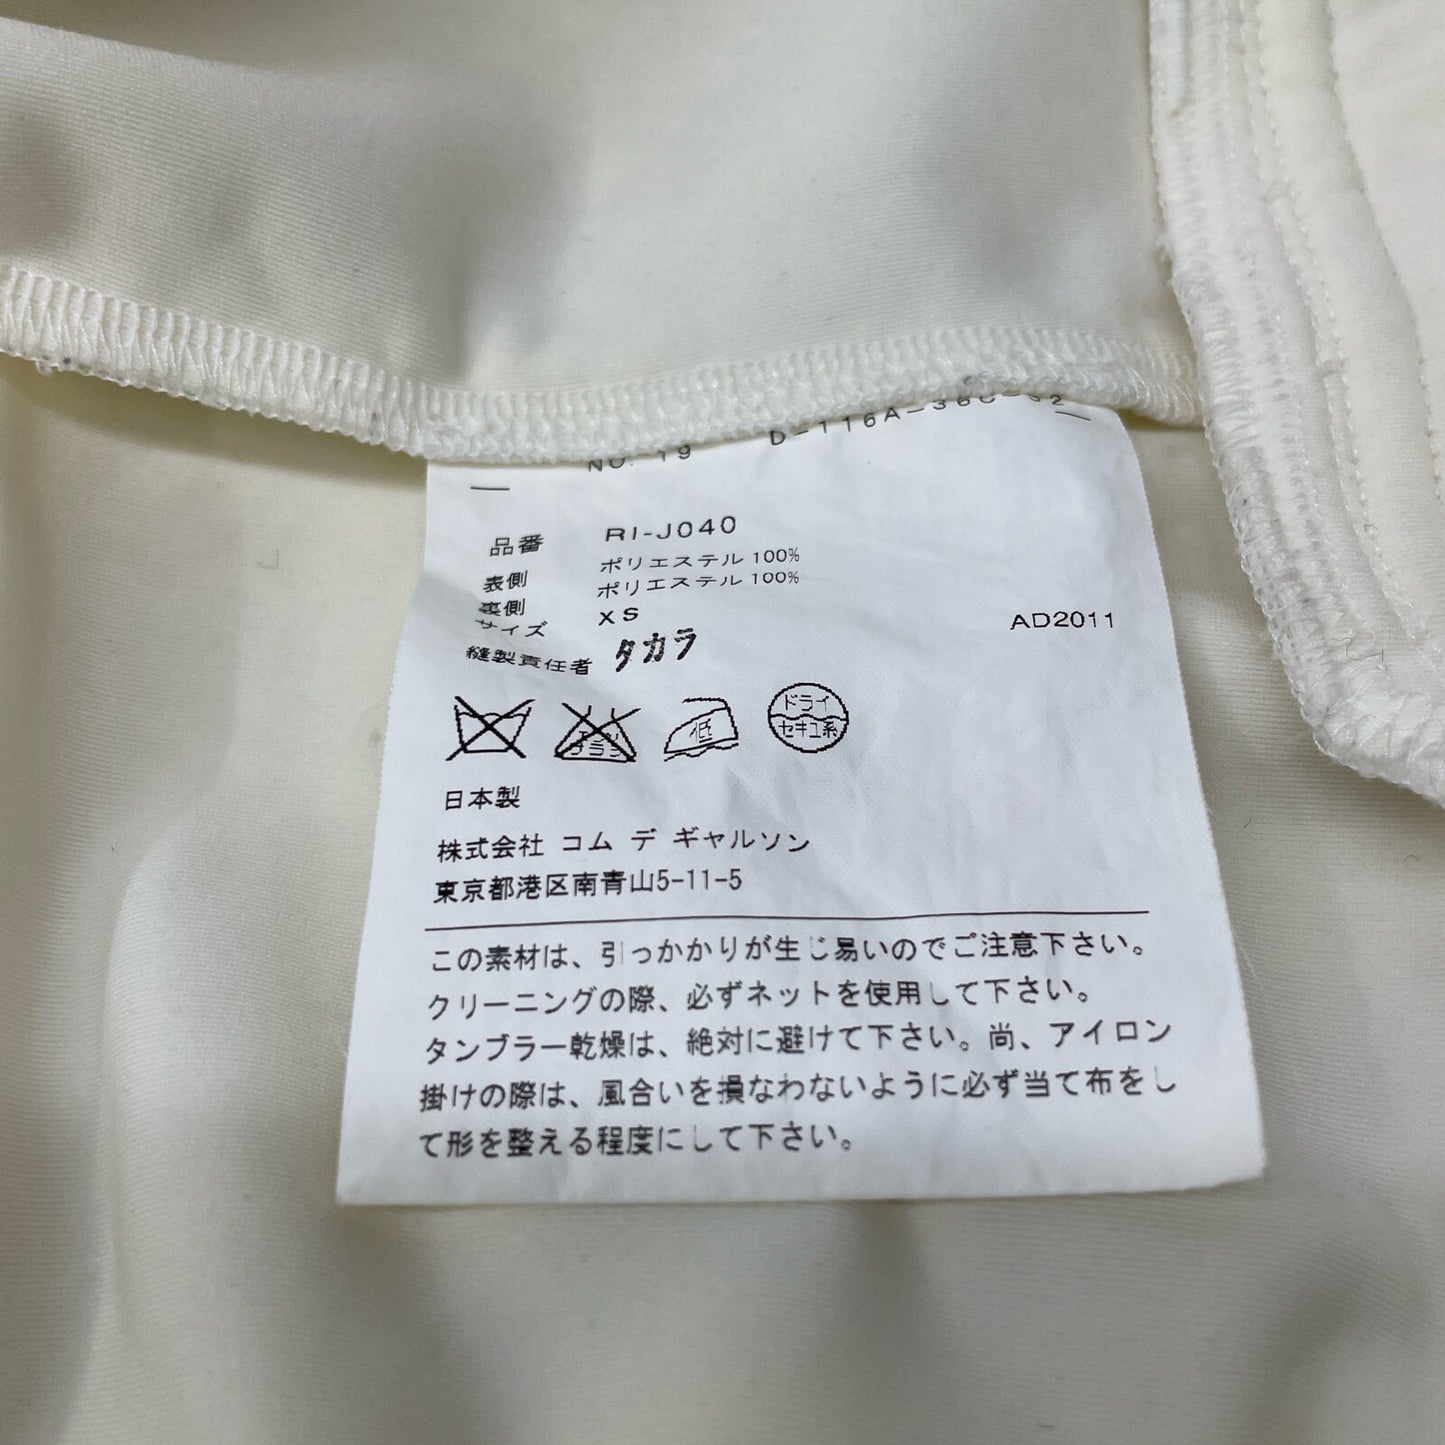 NO. 19 D-116A-360-32
品番 RI-J040
表側 ポリエステル 100%
裏側 ポリエステル 100%
サイズ XS
AD2011
縫製責任者 タカラ
ドライ
セキユ系
低
日本製
株式会社 コム デ ギャルソン
東京都港区南青山5-11-5
この素材は、引っかかりが生じ易いのでご注意下さい。
クリーニングの際、必ずネットを使用して下さい。
タンブラー乾燥は、絶対に避けて下さい。尚、アイロン
掛けの際は、風合いを損なわないように必ず当て布をし
て形を整える程度にして下さい。